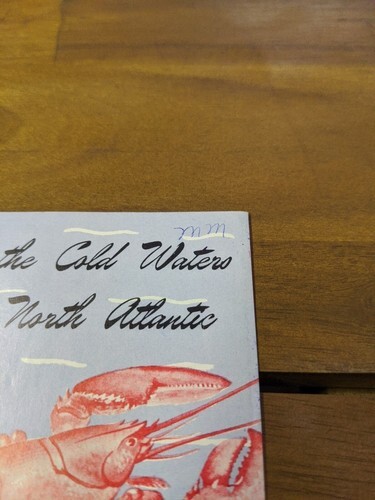 the Cold Waters
North Atlantic